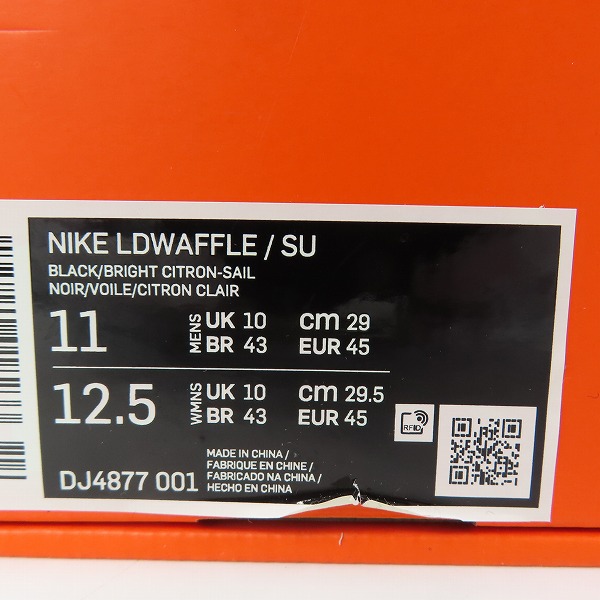 NIKE LDWAFFLE / SU
BLACK/BRIGHT CITRON-SAIL
NOIR/VOILE/CITRON CLAIR
11 MENS UK 10 cm 29
BR 43 EUR 45
12.5 WMNS UK 10 cm 29.5
BR 43 EUR 45
RFID
MADE IN CHINA /
FABRIQUE EN CHINE /
FABRICADO NA CHINA /
HECHO EN CHINA
DJ4877 001